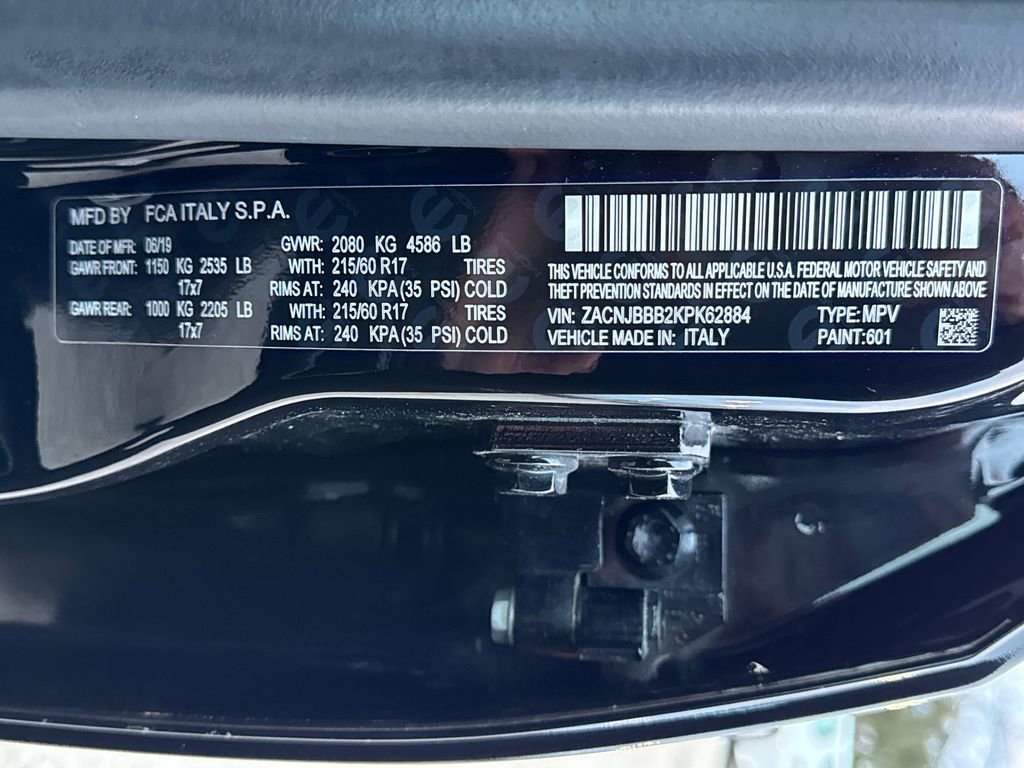 MFD BY FCA ITALY S.P.A.
DATE OF MFR: 06/19 GVWR: 2080 KG 4586 LB
GAWR FRONT: 1150 KG 2535 LB WITH: 215/60 R17 TIRES
17x7 RIMS AT: 240 KPA(35 PSI) COLD
GAWR REAR: 1000 KG 2205 LB WITH: 215/60 R17 TIRES
17x7 RIMS AT: 240 KPA(35 PSI) COLD
THIS VEHICLE CONFORMS TO ALL APPLICABLE U.S.A. FEDERAL MOTOR VEHICLE SAFETY AND
THEFT PREVENTION STANDARDS IN EFFECT ON THE DATE OF MANUFACTURE SHOWN ABOVE
VIN: ZACNJBBB2KPK62884 TYPE: MPV
VEHICLE MADE IN: ITALY PAINT:601